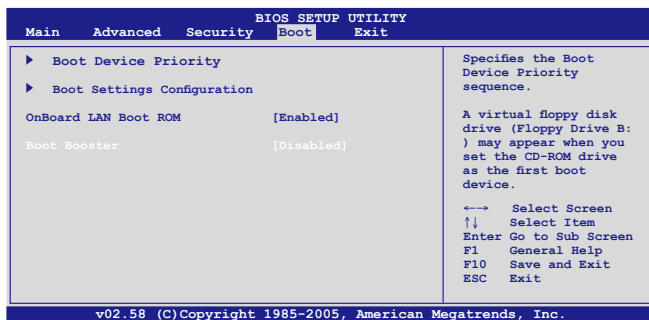 BIOS SETUP UTILITY
Main Advanced Security Boot Exit
Boot Device Priority
Boot Settings Configuration
OnBoard LAN Boot ROM [Enabled]
Boot Booster [Disabled]
Specifies the Boot
Device Priority
sequence.
A virtual floppy disk
drive (Floppy Drive B:
) may appear when you
set the CD-ROM drive
as the first boot
device.
←→ Select Screen
↑↓ Select Item
Enter Go to Sub Screen
F1 General Help
F10 Save and Exit
ESC Exit
v02.58 (C)Copyright 1985-2005, American Megatrends, Inc.